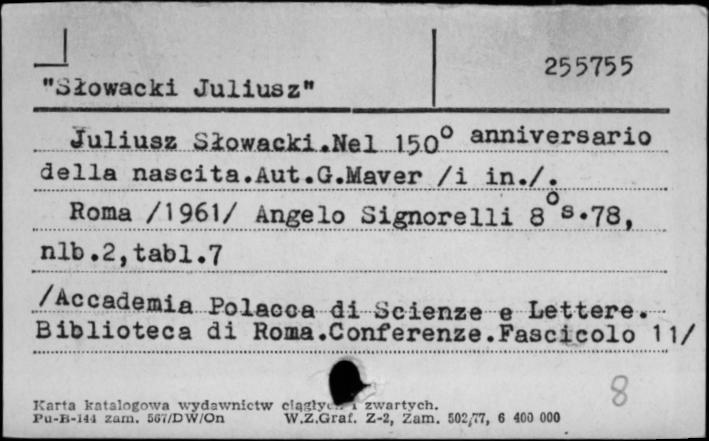 255755
"Słowacki Juliusz"
Juliusz Słowacki.Nel 150° anniversario
della nascita.Aut.G.Maver /i in./.
Roma /1961/ Angelo Signorelli 8° s.78,
nlb.2,tabl.7
/Accademia Polacca di Scienze e Lettere.
Biblioteca di Roma.Conferenze.Fascicolo 11/
8
Karta katalogowa wydawnictw ciągłych i zwartych.
Pu-B-144 zam. 567/DW/On W.Z.Graf. Z-2, Zam. 502/77, 6 400 000